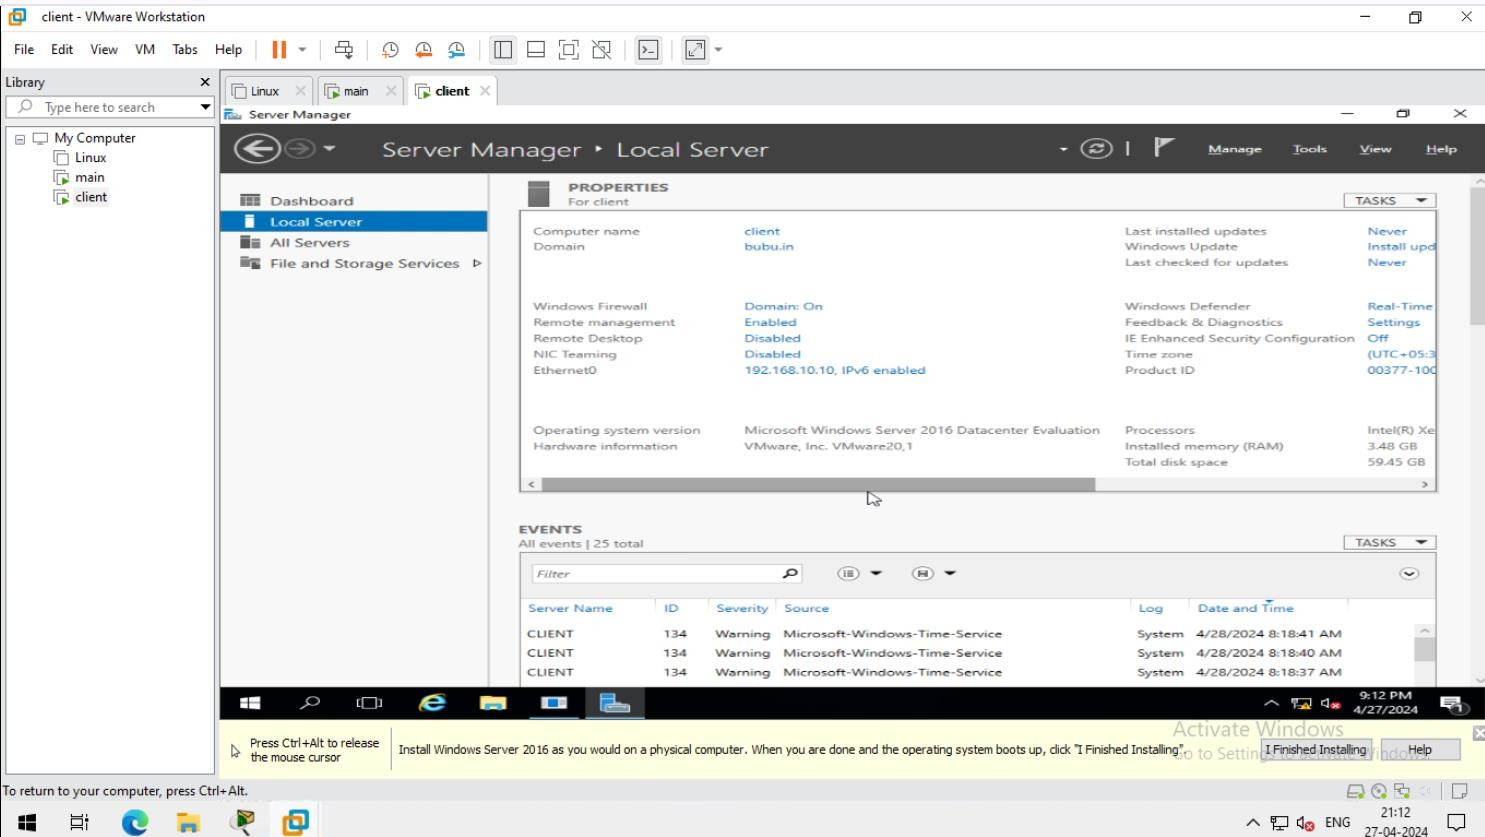 client - VMware Workstation
File Edit View VM Tabs Help
Library
Type here to search
My Computer
Linux
main
client
Linux
main
client
Server Manager
Server Manager ‣ Local Server
Manage Tools View Help
Dashboard
Local Server
All Servers
File and Storage Services
PROPERTIES
For client
TASKS
Computer name client
Domain bubu.in
Last installed updates Never
Windows Update Install upd
Last checked for updates Never
Windows Firewall Domain: On
Remote management Enabled
Remote Desktop Disabled
NIC Teaming Disabled
Ethernet0 192.168.10.10, IPv6 enabled
Windows Defender Real-Time
Feedback & Diagnostics Settings
IE Enhanced Security Configuration Off
Time zone (UTC+05:3
Product ID 00377-100
Operating system version Microsoft Windows Server 2016 Datacenter Evaluation
Hardware information VMware, Inc. VMware20,1
Processors Intel(R) Xe
Installed memory (RAM) 3.48 GB
Total disk space 59.45 GB
EVENTS
All events | 25 total
TASKS
Filter
Server Name ID Severity Source Log Date and Time
CLIENT 134 Warning Microsoft-Windows-Time-Service System 4/28/2024 8:18:41 AM
CLIENT 134 Warning Microsoft-Windows-Time-Service System 4/28/2024 8:18:40 AM
CLIENT 134 Warning Microsoft-Windows-Time-Service System 4/28/2024 8:18:37 AM
9:12 PM
4/27/2024
1
Activate Windows
Go to Settings to activate Windows.
Press Ctrl+Alt to release
the mouse cursor
Install Windows Server 2016 as you would on a physical computer. When you are done and the operating system boots up, click "I Finished Installing".
I Finished Installing
Help
To return to your computer, press Ctrl+Alt.
ENG
21:12
27-04-2024